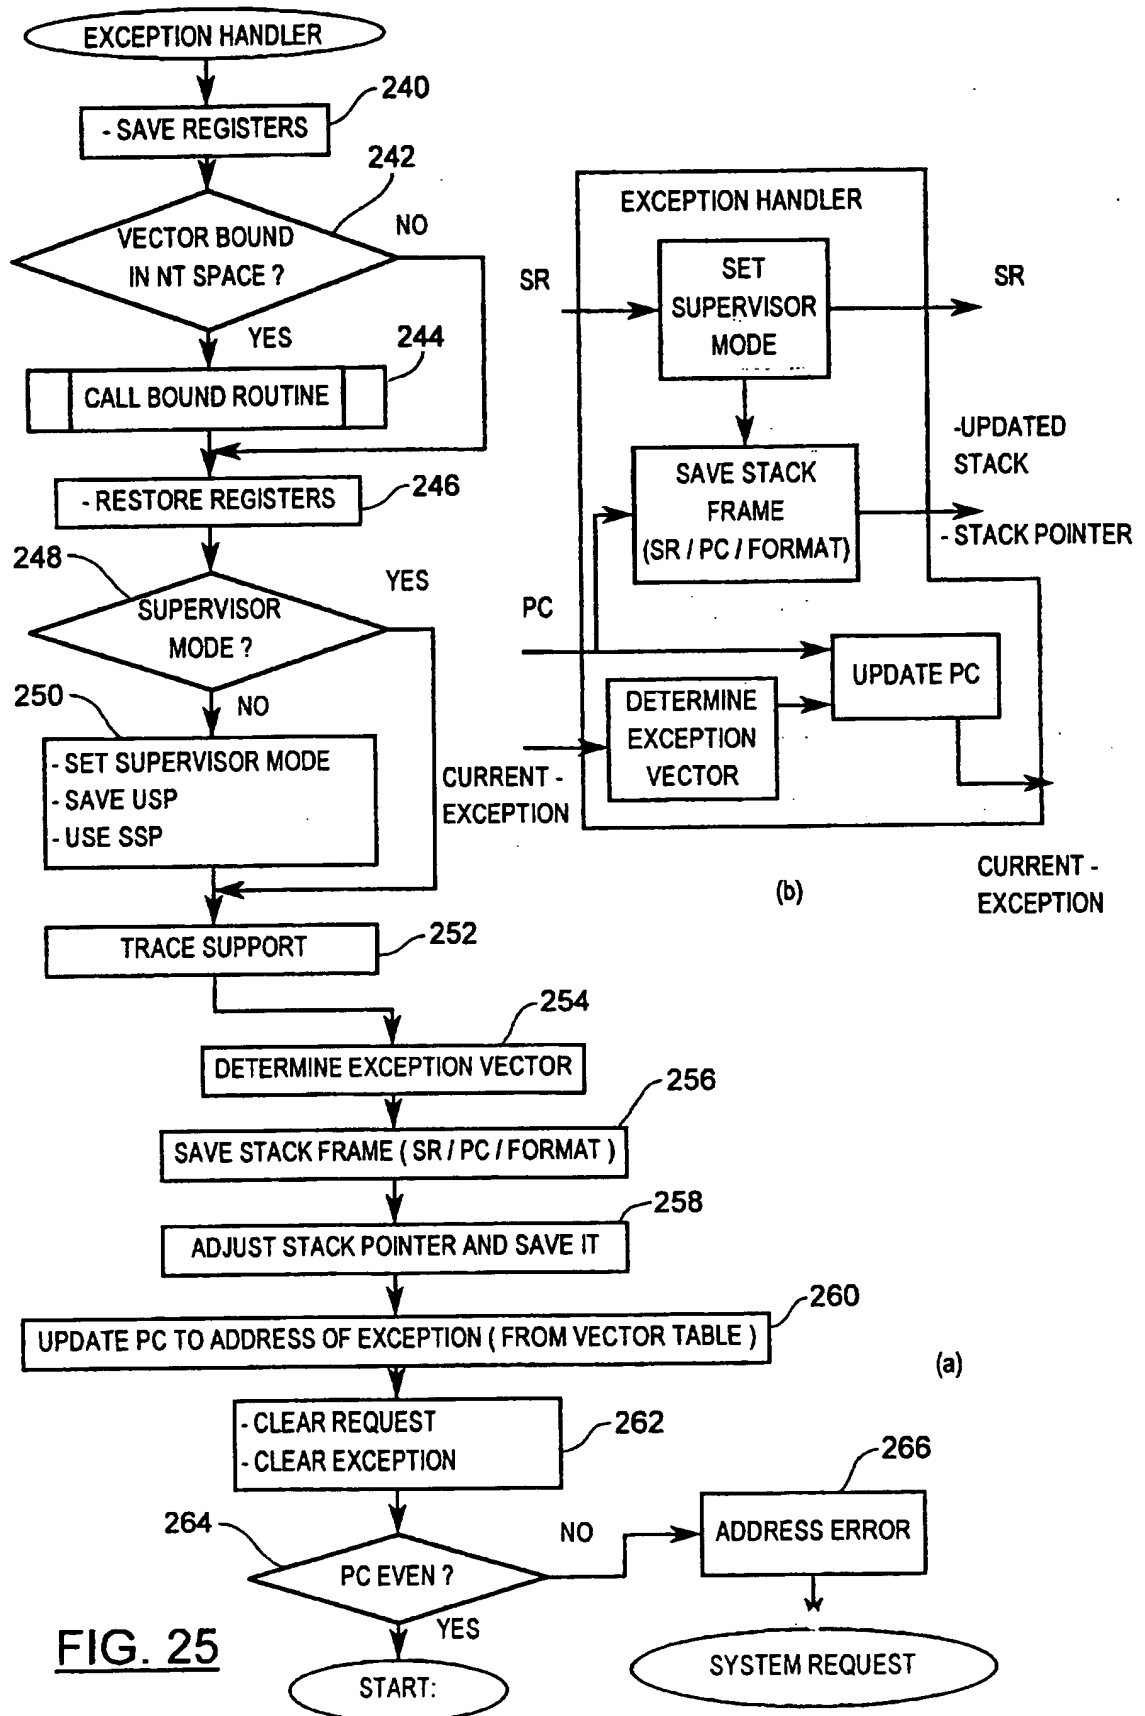 EXCEPTION HANDLER
240
- SAVE REGISTERS
242
VECTOR BOUND
IN NT SPACE ?
NO
YES
244
CALL BOUND ROUTINE
- RESTORE REGISTERS
246
248
YES
SUPERVISOR
MODE ?
250
NO
- SET SUPERVISOR MODE
- SAVE USP
- USE SSP
TRACE SUPPORT
252
254
DETERMINE EXCEPTION VECTOR
256
SAVE STACK FRAME ( SR / PC / FORMAT )
258
ADJUST STACK POINTER AND SAVE IT
260
UPDATE PC TO ADDRESS OF EXCEPTION ( FROM VECTOR TABLE )
(a)
- CLEAR REQUEST
- CLEAR EXCEPTION
262
264
PC EVEN ?
NO
266
ADDRESS ERROR
YES
START:
SYSTEM REQUEST
EXCEPTION HANDLER
SR
SET
SUPERVISOR
MODE
SR
SAVE STACK
FRAME
(SR / PC / FORMAT)
-UPDATED
STACK
- STACK POINTER
PC
UPDATE PC
DETERMINE
EXCEPTION
VECTOR
CURRENT -
EXCEPTION
CURRENT -
EXCEPTION
(b)
FIG. 25